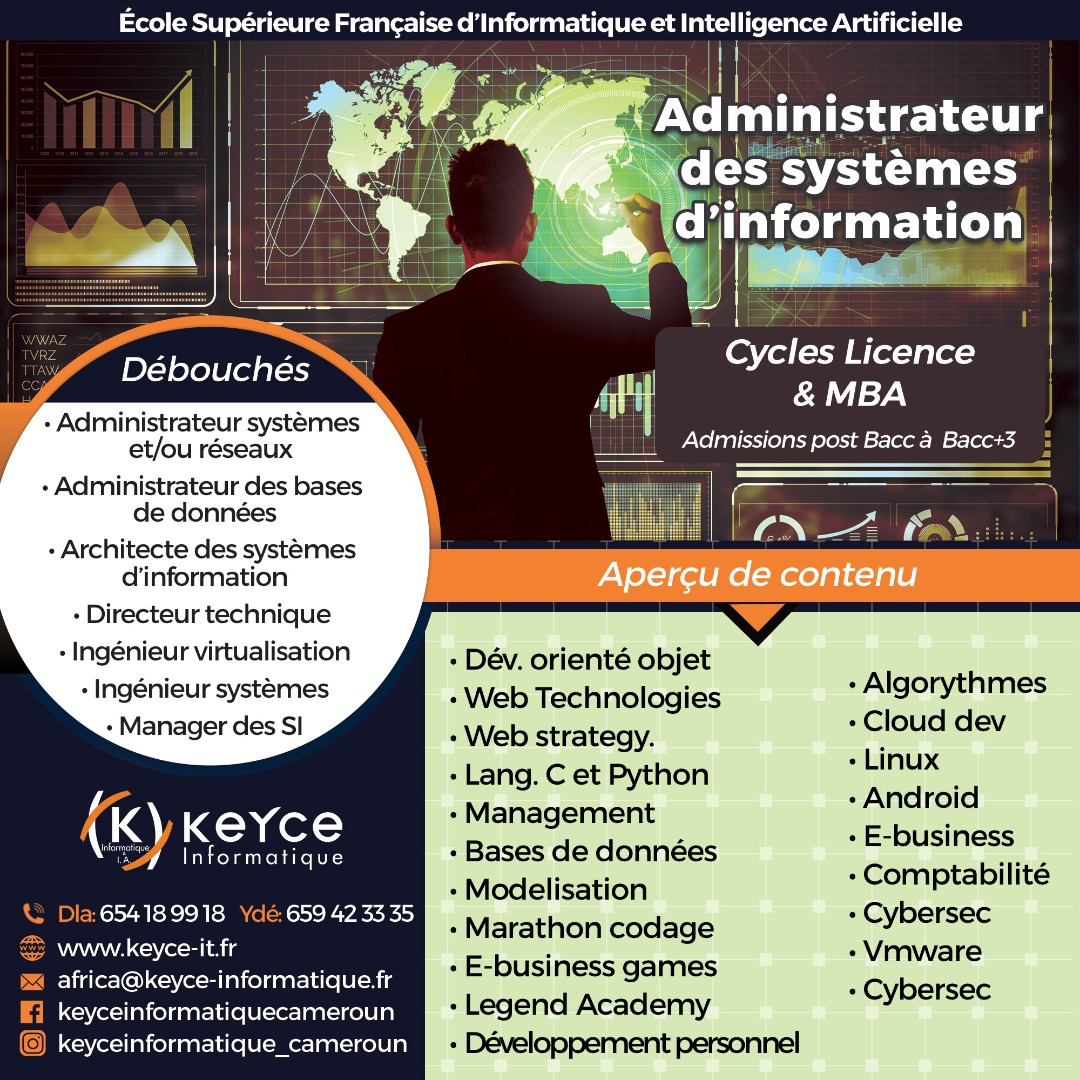 École Supérieure Française d'Informatique et Intelligence Artificielle
Administrateur
des systèmes
d'information
Cycles Licence
& MBA
Admissions post Bacc à Bacc+3
WWAZ
TVRZ
Débouchés
• Administrateur systèmes
et/ou réseaux
• Administrateur des bases
de données
• Architecte des systèmes
d'information
• Directeur technique
• Ingénieur virtualisation
• Ingénieur systèmes
• Manager des SI
Aperçu de contenu
• Dév. orienté objet
• Web Technologies
• Web strategy.
• Lang. C et Python
• Management
• Bases de données
• Modelisation
• Marathon codage
• E-business games
• Legend Academy
• Développement personnel
• Algorythmes
• Cloud dev
• Linux
• Android
• E-business
• Comptabilité
• Cybersec
• Vmware
• Cybersec
(K) KEYCE
Informatique
Informatique
&
I.A.
Dla: 654 18 99 18 Ydé: 659 42 33 35
www.keyce-it.fr
africa@keyce-informatique.fr
keyceinformatiquecameroun
keyceinformatique_cameroun